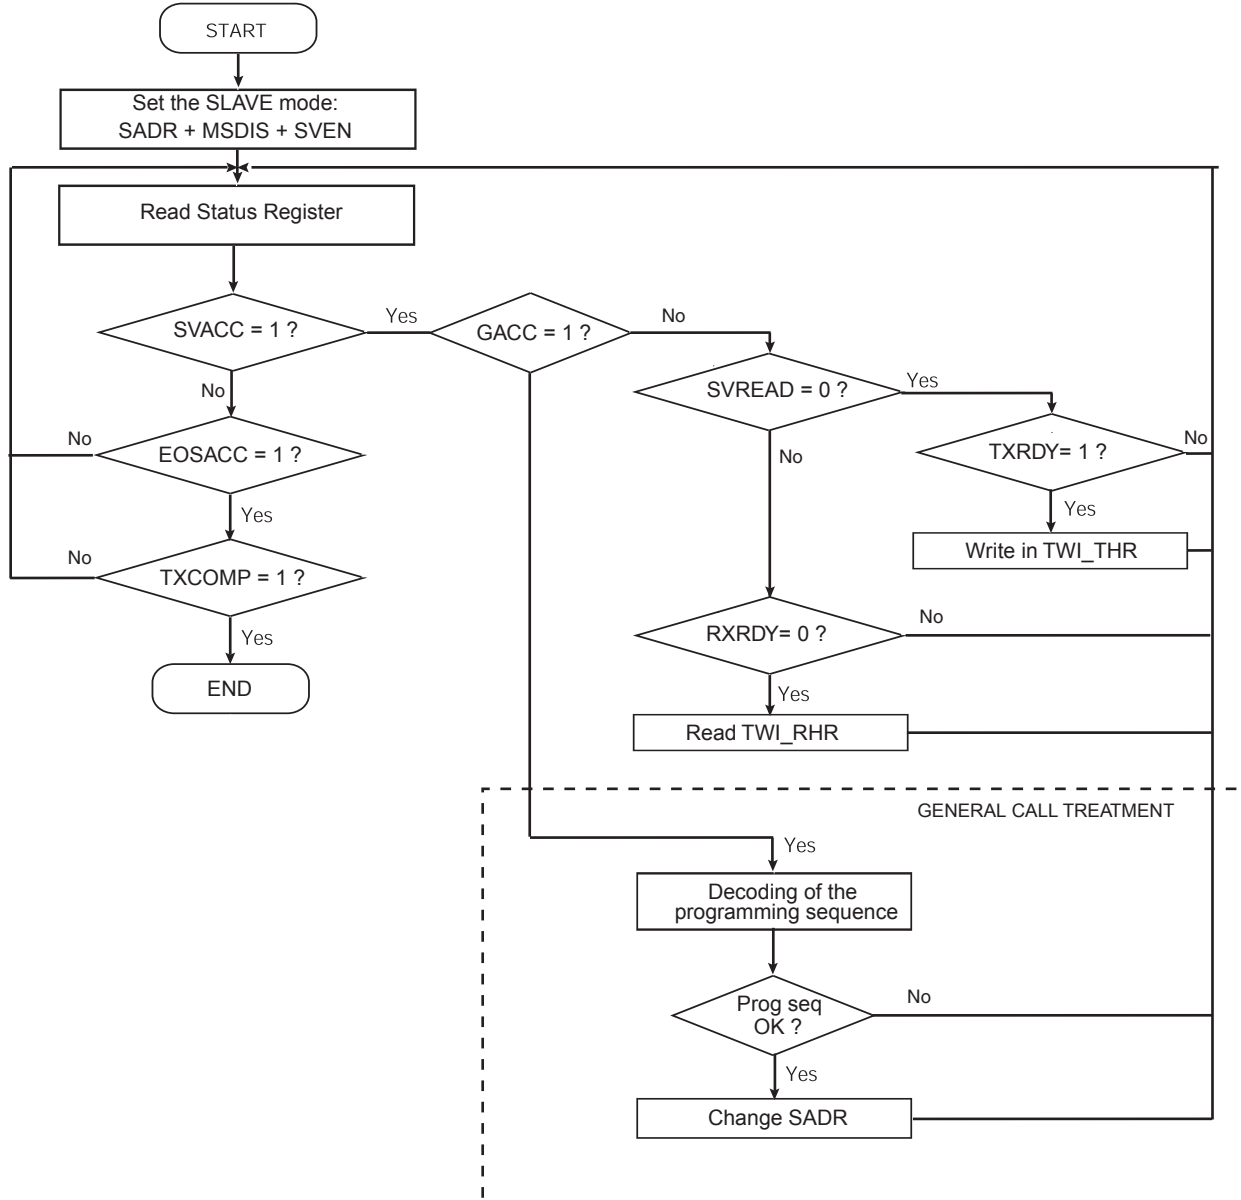 START
Set the SLAVE mode:
SADR + MSDIS + SVEN
Read Status Register
SVACC = 1 ?
Yes
GACC = 1 ?
No
SVREAD = 0 ?
Yes
No
TXRDY= 1 ?
No
No
EOSACC = 1 ?
No
Yes
Yes
Write in TWI_THR
No
TXCOMP = 1 ?
RXRDY= 0 ?
No
Yes
END
Yes
Read TWI_RHR
GENERAL CALL TREATMENT
Yes
Decoding of the
programming sequence
Prog seq
OK ?
No
Yes
Change SADR